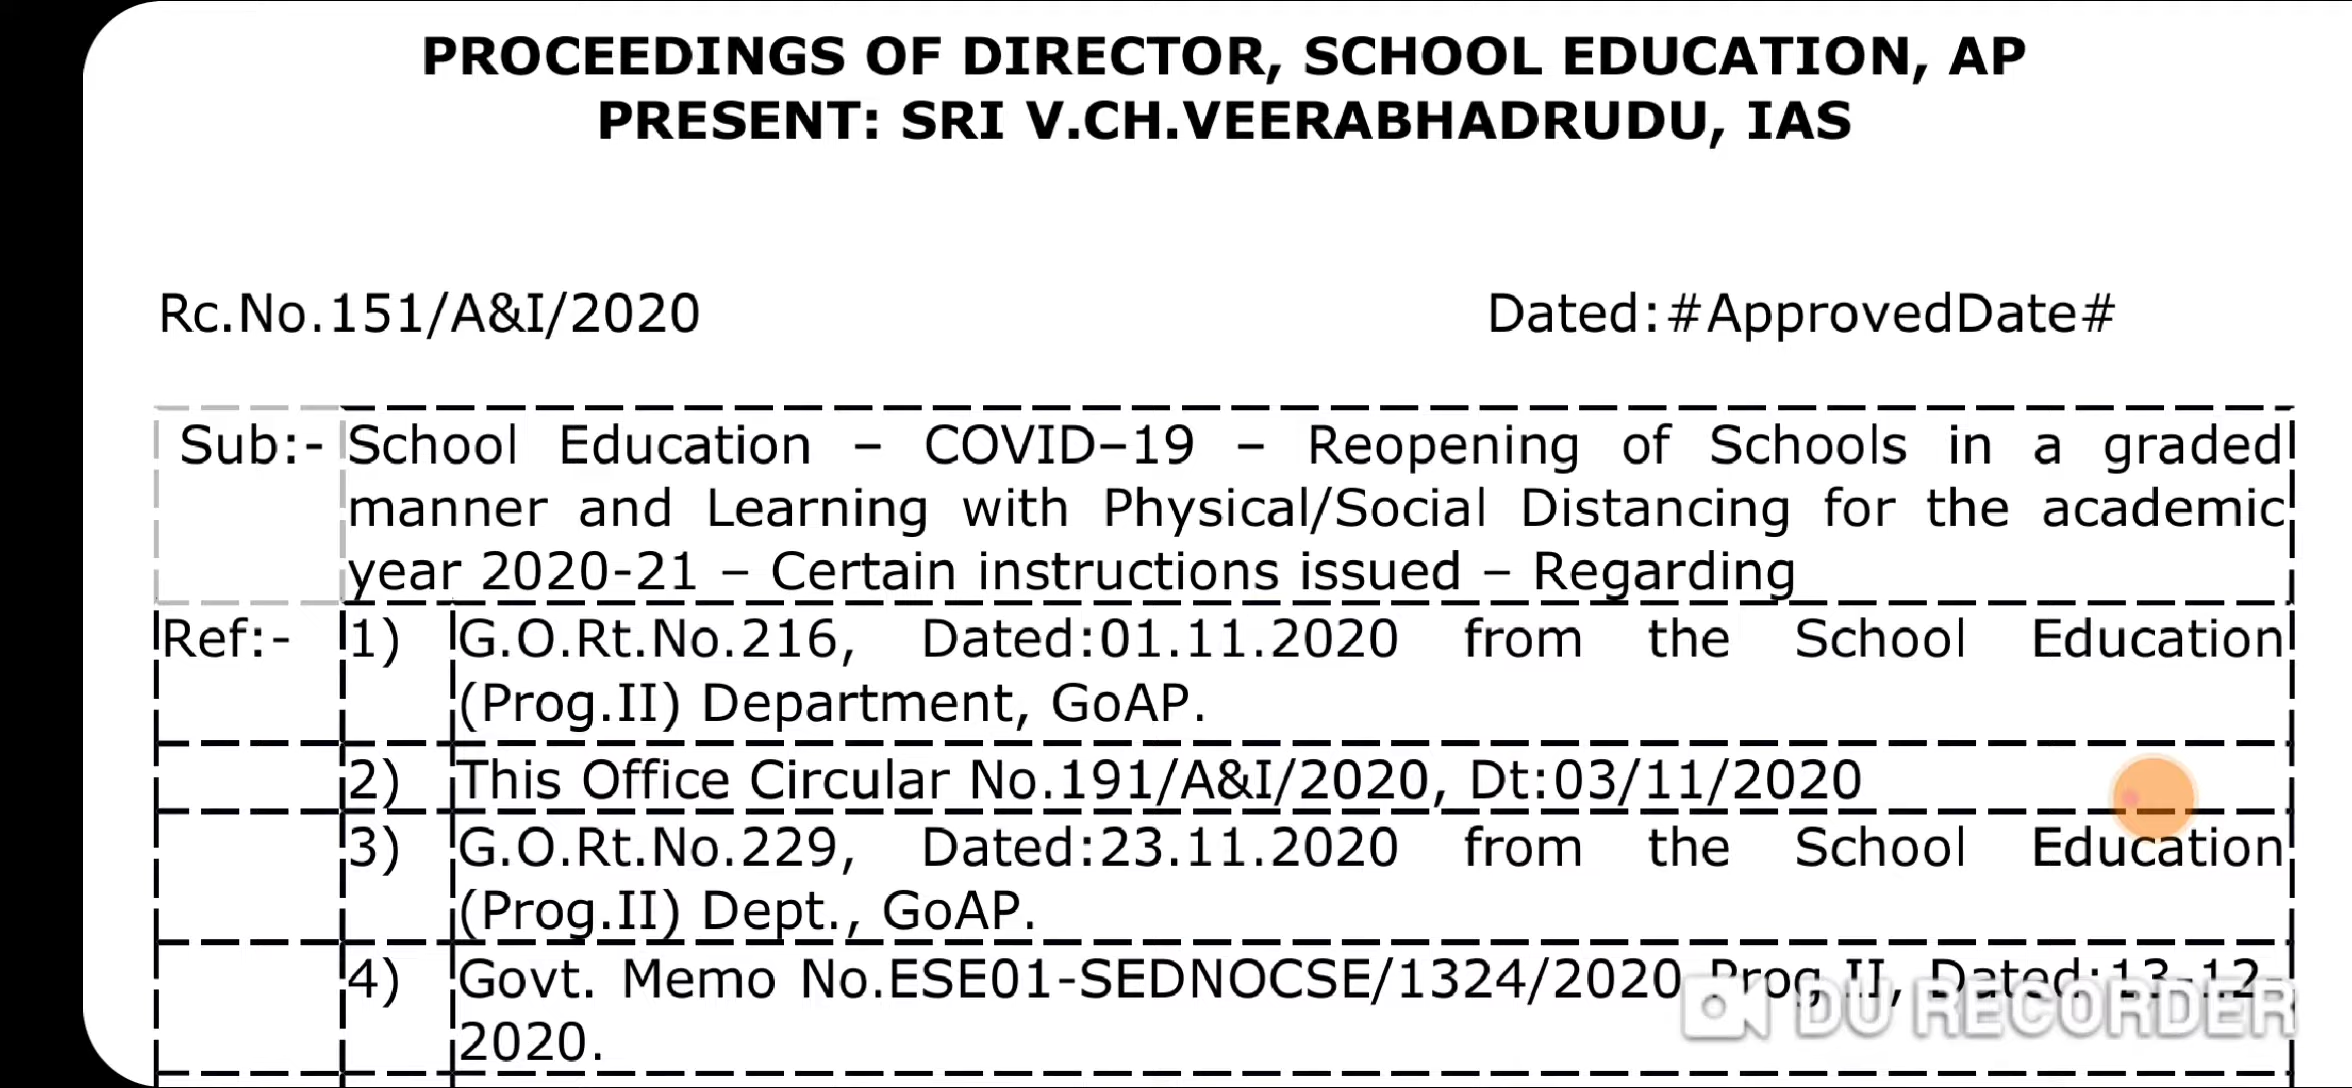 PROCEEDINGS OF DIRECTOR, SCHOOL EDUCATION, AP
PRESENT: SRI V.CH.VEERABHADRUDU, IAS
Rc.No.151/A&I/2020 Dated:#ApprovedDate#
Sub:- School Education – COVID–19 – Reopening of Schools in a graded
manner and Learning with Physical/Social Distancing for the academic
year 2020-21 – Certain instructions issued – Regarding
Ref:- 1) G.O.Rt.No.216, Dated:01.11.2020 from the School Education
(Prog.II) Department, GoAP.
2) This Office Circular No.191/A&I/2020, Dt:03/11/2020
3) G.O.Rt.No.229, Dated:23.11.2020 from the School Education
(Prog.II) Dept., GoAP.
4) Govt. Memo No.ESE01-SEDNOCSE/1324/2020 Prog II, Dated:13-12-
2020.
DU RECORDER